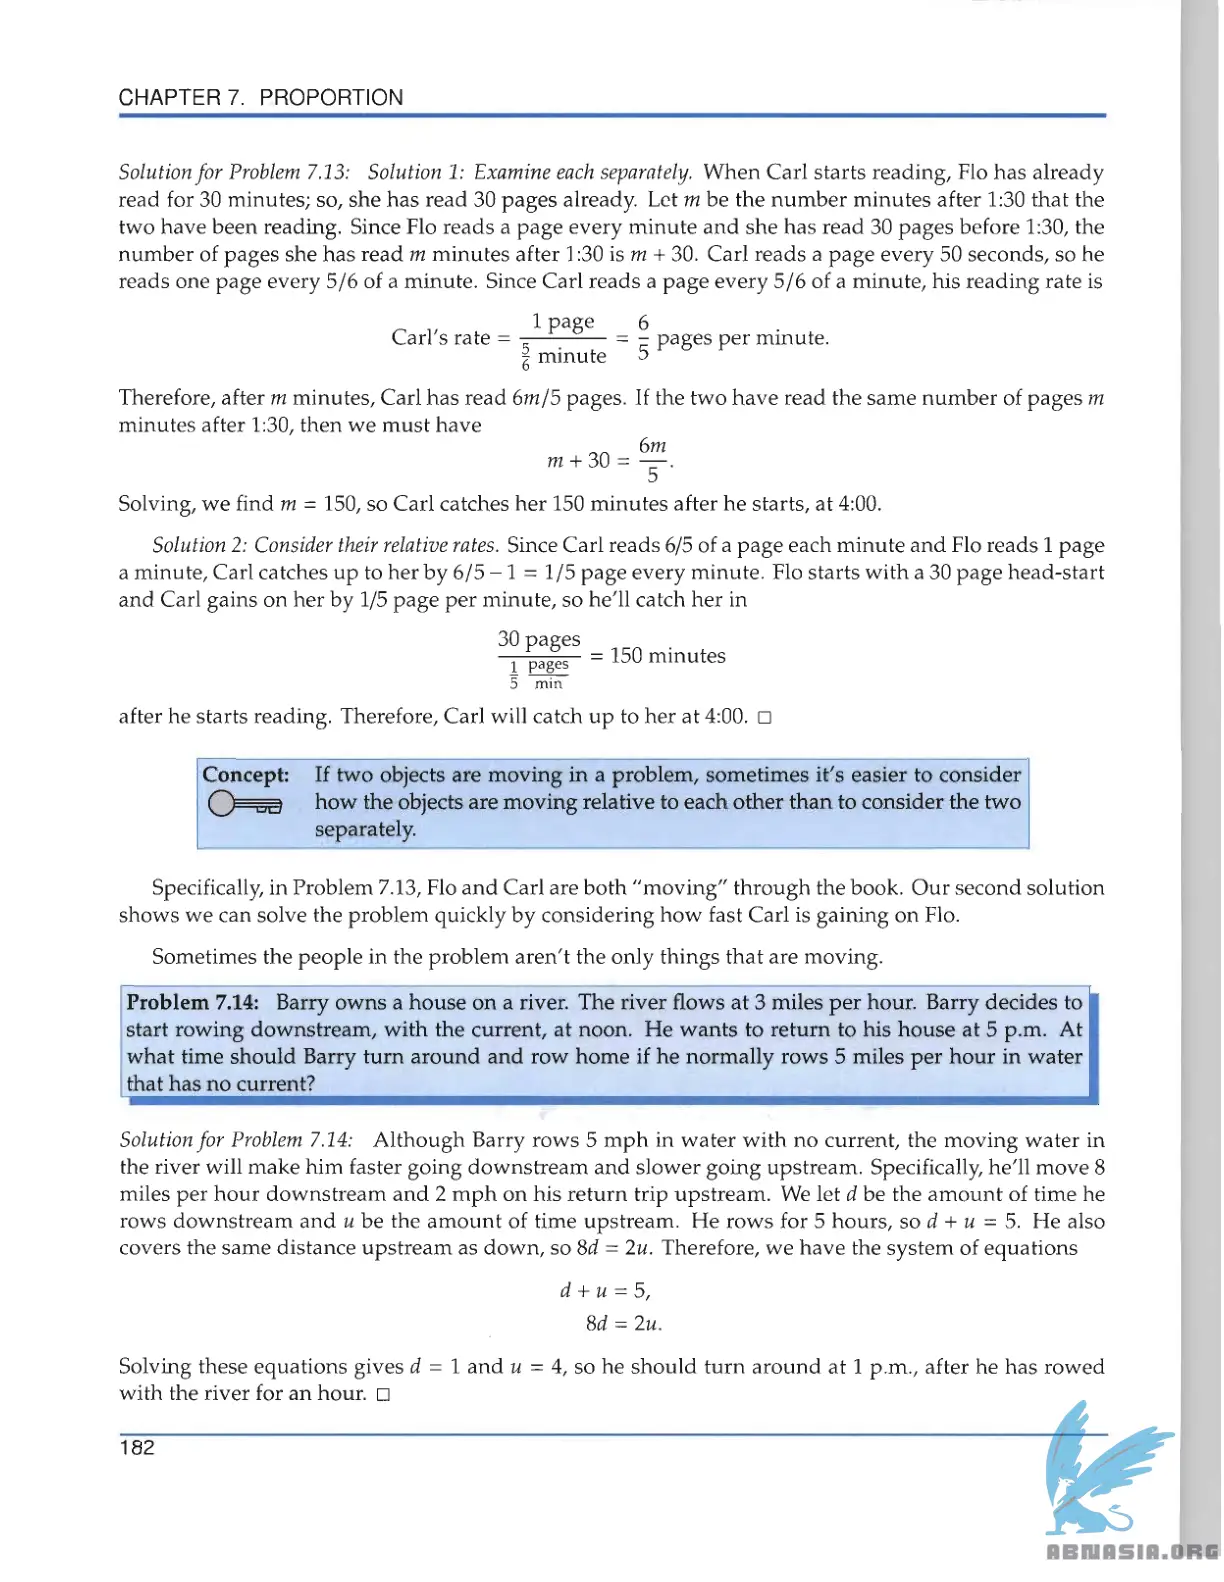 CHAPTER 7. PROPORTION
Solution for Problem 7.13: Solution 1: Examine each separately. When Carl starts reading, Flo has already
read for 30 minutes; so, she has read 30 pages already. Let m be the number minutes after 1:30 that the
two have been reading. Since Flo reads a page every minute and she has read 30 pages before 1:30, the
number of pages she has read m minutes after 1:30 is m + 30. Carl reads a page every 50 seconds, so he
reads one page every 5/6 of a minute. Since Carl reads a page every 5/6 of a minute, his reading rate is
Carl's rate = 1 page / (5/6 minute) = 6/5 pages per minute.
Therefore, after m minutes, Carl has read 6m/5 pages. If the two have read the same number of pages m
minutes after 1:30, then we must have
m + 30 = 6m/5.
Solving, we find m = 150, so Carl catches her 150 minutes after he starts, at 4:00.
Solution 2: Consider their relative rates. Since Carl reads 6/5 of a page each minute and Flo reads 1 page
a minute, Carl catches up to her by 6/5 – 1 = 1/5 page every minute. Flo starts with a 30 page head-start
and Carl gains on her by 1/5 page per minute, so he'll catch her in
30 pages / (1/5 pages/min) = 150 minutes
after he starts reading. Therefore, Carl will catch up to her at 4:00. □
Concept: If two objects are moving in a problem, sometimes it's easier to consider
how the objects are moving relative to each other than to consider the two
separately.
Specifically, in Problem 7.13, Flo and Carl are both "moving" through the book. Our second solution
shows we can solve the problem quickly by considering how fast Carl is gaining on Flo.
Sometimes the people in the problem aren't the only things that are moving.
Problem 7.14: Barry owns a house on a river. The river flows at 3 miles per hour. Barry decides to
start rowing downstream, with the current, at noon. He wants to return to his house at 5 p.m. At
what time should Barry turn around and row home if he normally rows 5 miles per hour in water
that has no current?
Solution for Problem 7.14: Although Barry rows 5 mph in water with no current, the moving water in
the river will make him faster going downstream and slower going upstream. Specifically, he'll move 8
miles per hour downstream and 2 mph on his return trip upstream. We let d be the amount of time he
rows downstream and u be the amount of time upstream. He rows for 5 hours, so d + u = 5. He also
covers the same distance upstream as down, so 8d = 2u. Therefore, we have the system of equations
d + u = 5,
8d = 2u.
Solving these equations gives d = 1 and u = 4, so he should turn around at 1 p.m., after he has rowed
with the river for an hour. □
182
ABNASIA.ORG